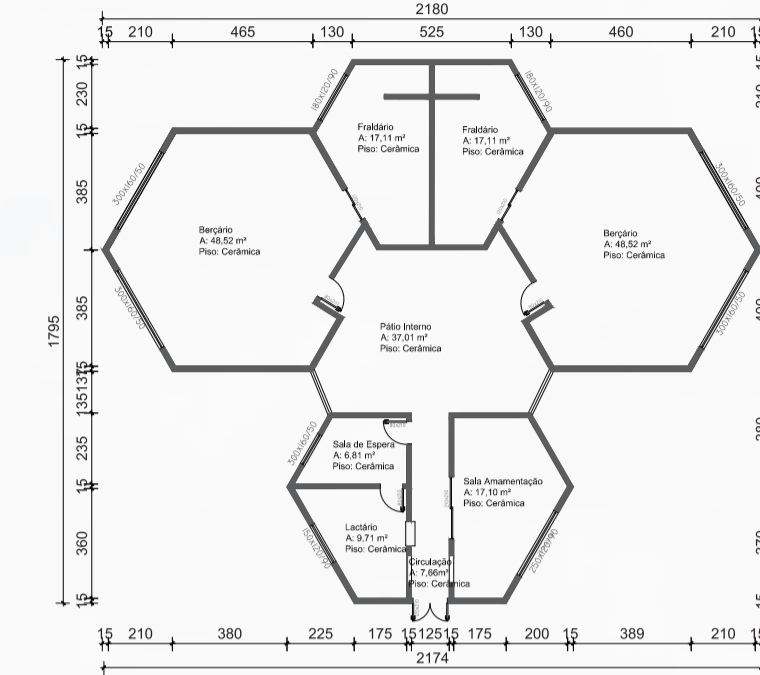 2180
15 210 465 130 525 130 460 210 15
15
230
15
385
385
15
135
235
15
360
15
1795
180X120/90
180X120/90
300X160/50
300X160/50
300X160/50
300X160/50
Fraldário
A: 17,11 m²
Piso: Cerâmica
Fraldário
A: 17,11 m²
Piso: Cerâmica
Berçário
A: 48,52 m²
Piso: Cerâmica
Berçário
A: 48,52 m²
Piso: Cerâmica
Pátio Interno
A: 37,01 m²
Piso: Cerâmica
300X160/50
Sala de Espera
A: 6,81 m²
Piso: Cerâmica
Sala Amamentação
A: 17,10 m²
Piso: Cerâmica
Lactário
A: 9,71 m²
Piso: Cerâmica
150X120/90
250X120/90
Circulação
A: 7,66m²
Piso: Cerâmica
15 210 380 225 175 15 125 15 175 200 15 389 210 15
2174